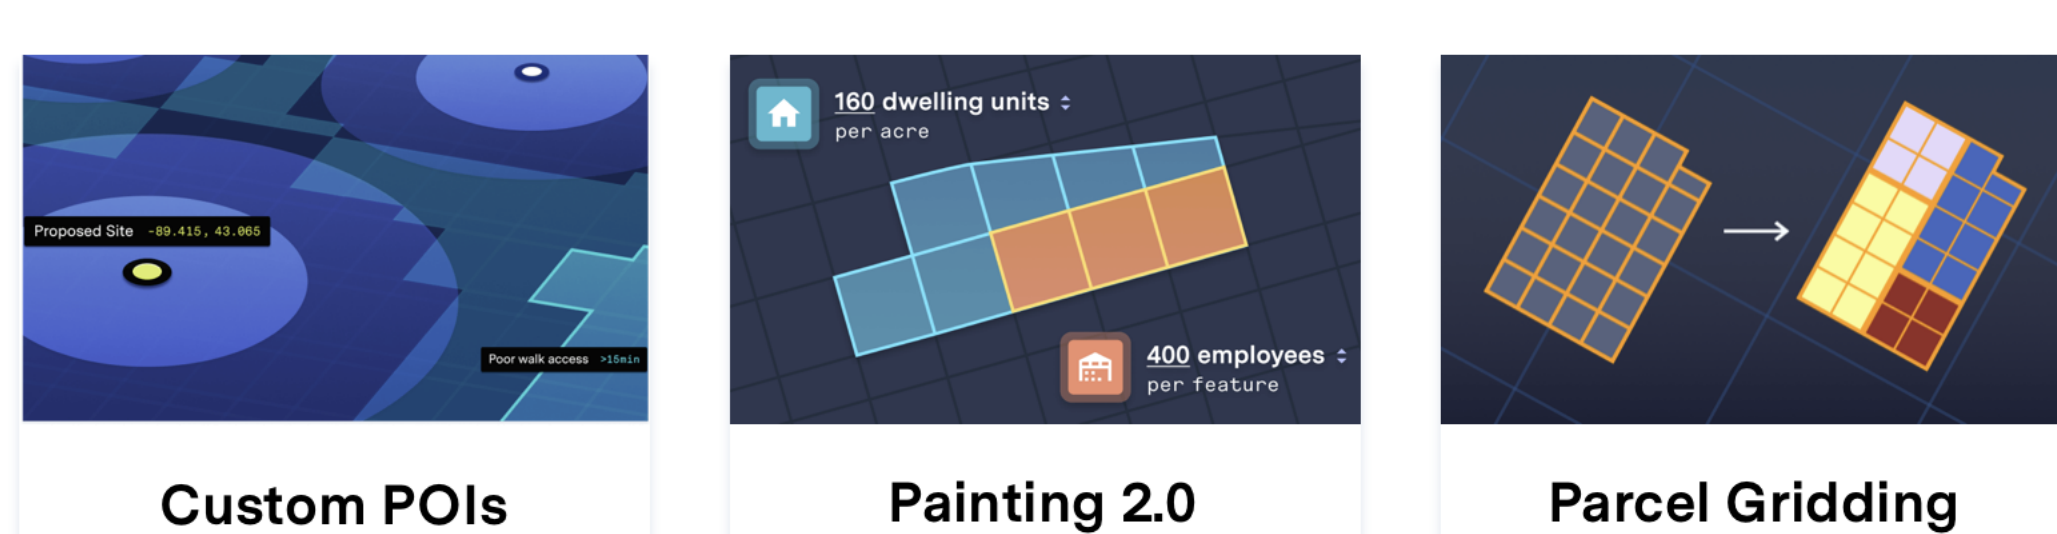 Proposed Site -89.415, 43.065
Poor walk access >15min
Custom POIs
160 dwelling units
per acre
400 employees
per feature
Painting 2.0
Parcel Gridding